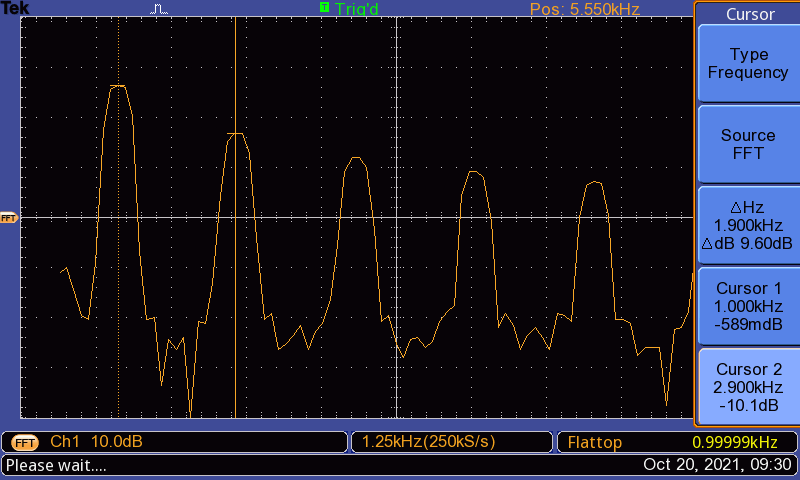 Tek
T Trig'd
Pos: 5.550kHz
Cursor
Type
Frequency
Source
FFT
△Hz
1.900kHz
△dB 9.60dB
Cursor 1
1.000kHz
-589mdB
Cursor 2
2.900kHz
-10.1dB
FFT
FFT Ch1 10.0dB
1.25kHz(250kS/s)
Flattop 0.99999kHz
Please wait....
Oct 20, 2021, 09:30